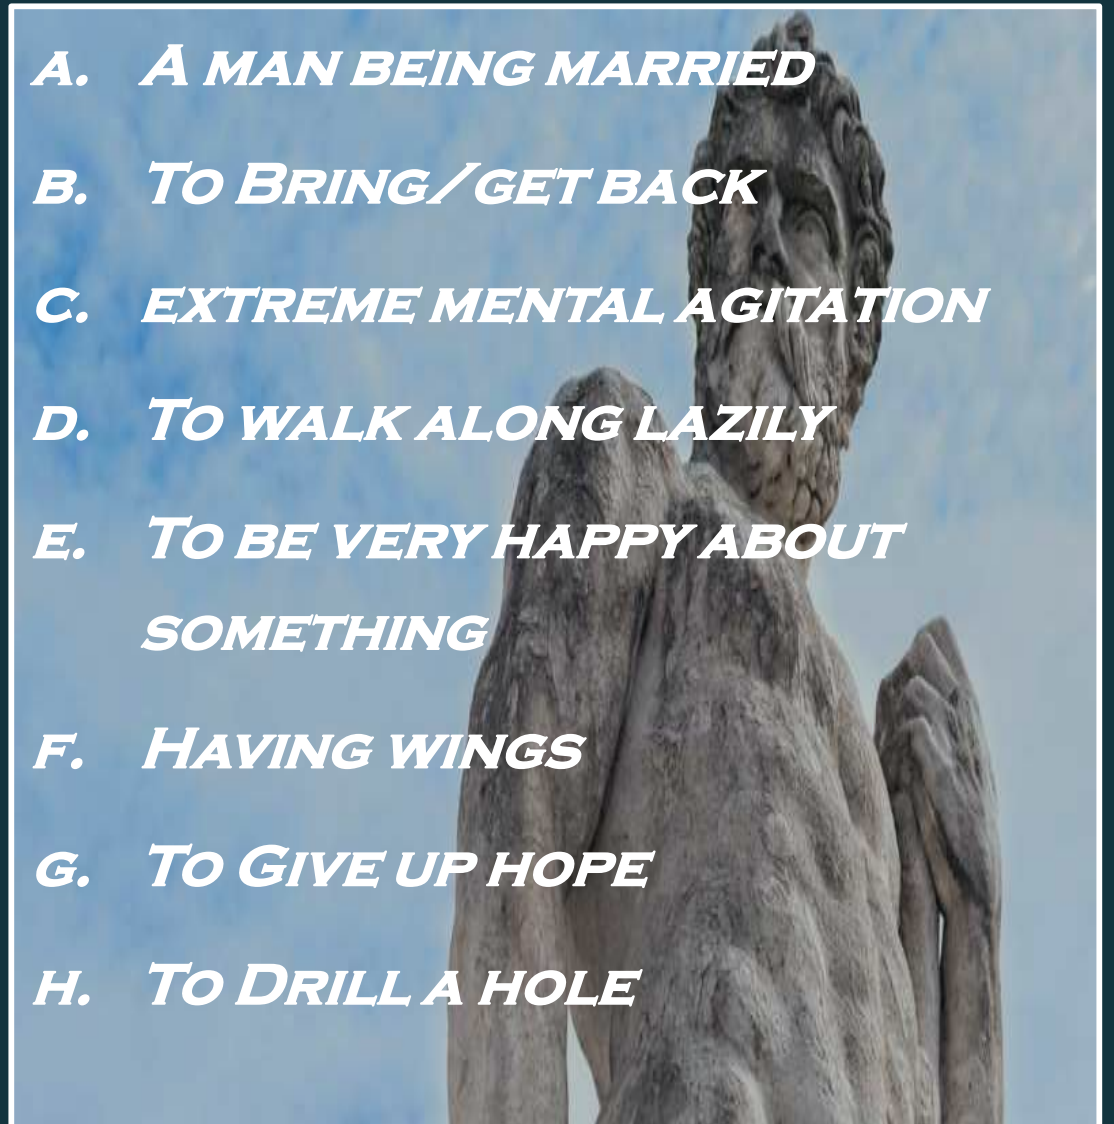 A. A MAN BEING MARRIED
B. TO BRING/GET BACK
C. EXTREME MENTAL AGITATION
D. TO WALK ALONG LAZILY
E. TO BE VERY HAPPY ABOUT
SOMETHING
F. HAVING WINGS
G. TO GIVE UP HOPE
H. TO DRILL A HOLE